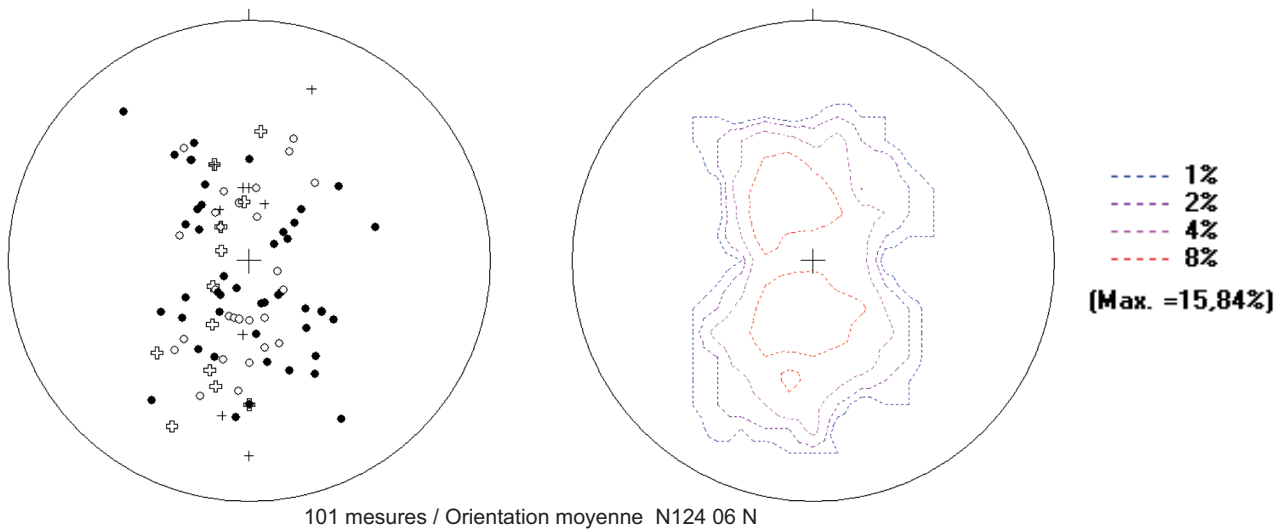 1%
2%
4%
8%
(Max. =15,84%)
101 mesures / Orientation moyenne N124 06 N